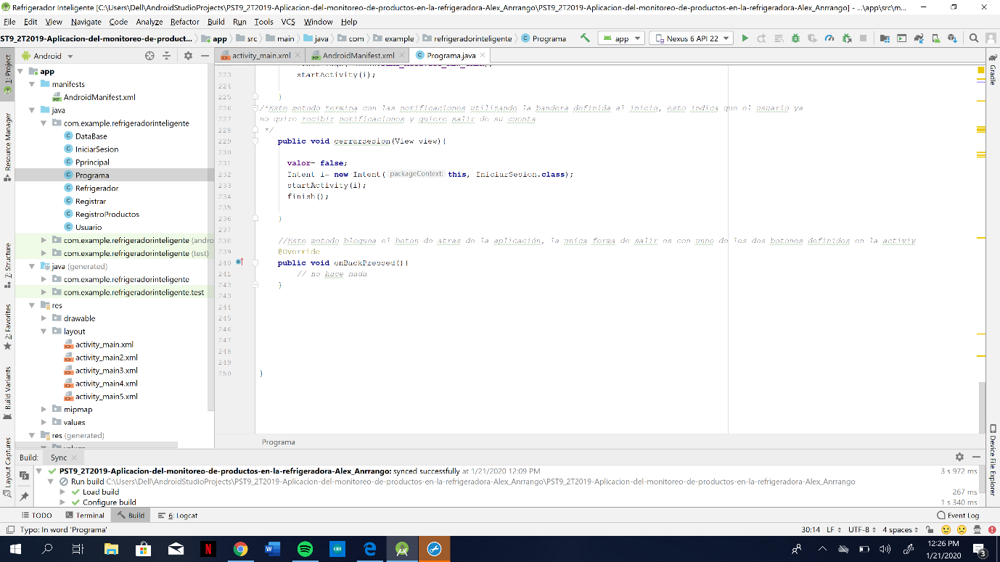 Refrigerador Inteligente [C:\Users\Dell\AndroidStudioProjects\PST9_2T2019-Aplicacion-del-monitoreo-de-productos-en-la-refrigeradora-Alex_Anrrango\PST9_2T2019-Aplicacion-del-monitoreo-de-productos-en-la-refrigeradora-Alex_Anrrango] - ...\app\src\m...
File Edit View Navigate Code Analyze Refactor Build Run Tools VCS Window Help
ST9_2T2019-Aplicacion-del-monitoreo-de-product... app src main java com example refrigeradorinteligente Programa app Nexus 6 API 22
Android activity_main.xml AndroidManifest.xml Programa.java
1: Project
Resource Manager
Z: Structure
2: Favorites
Build Variants
Layout Captures
Gradle
Device File Explorer
app
manifests
AndroidManifest.xml
java
com.example.refrigeradorinteligente
DataBase
IniciarSesion
Pprincipal
Programa
Refrigerador
Registrar
RegistroProductos
Usuario
com.example.refrigeradorinteligente (andro
com.example.refrigeradorinteligente (test)
java (generated)
com.example.refrigeradorinteligente
com.example.refrigeradorinteligente.test
res
drawable
layout
activity_main.xml
activity_main2.xml
activity_main3.xml
activity_main4.xml
activity_main5.xml
mipmap
values
res (generated)
223 startActivity(i);
224
225 }
226 /*Este metodo termina con las notificaciones utilizando la bandera definida al inicio, esto indica que el usuario ya
227 no quire recibir notificaciones y quiere salir de su cuenta
228 */
229 public void cerrarsesion(View view){
230
231 valor= false;
232 Intent i= new Intent( packageContext: this, IniciarSesion.class);
233 startActivity(i);
234 finish();
235
236 }
237
238 //Este metodo bloquea el boton de atras de la aplicación, la unica forma de salir es con unno de los dos botones definidos en la activiy
239 @Override
240 public void onBackPressed(){
241 // no hace nada
242 }
243
244
245
246
247
248
249
250 }
Programa
Build: Sync
PST9_2T2019-Aplicacion-del-monitoreo-de-productos-en-la-refrigeradora-Alex_Anrrango: synced successfully at 1/21/2020 12:09 PM 3 s 972 ms
Run build C:\Users\Dell\AndroidStudioProjects\PST9_2T2019-Aplicacion-del-monitoreo-de-productos-en-la-refrigeradora-Alex_Anrrango\PST9_2T2019-Aplicacion-del-monitoreo-de-productos-en-la-refrigeradora-Alex_Anrrango
Load build 267 ms
Configure build 1 s 340 ms
TODO Terminal Build 6: Logcat Event Log
Typo: In word 'Programa' 30:14 LF UTF-8 4 spaces
12:26 PM
1/21/2020
3